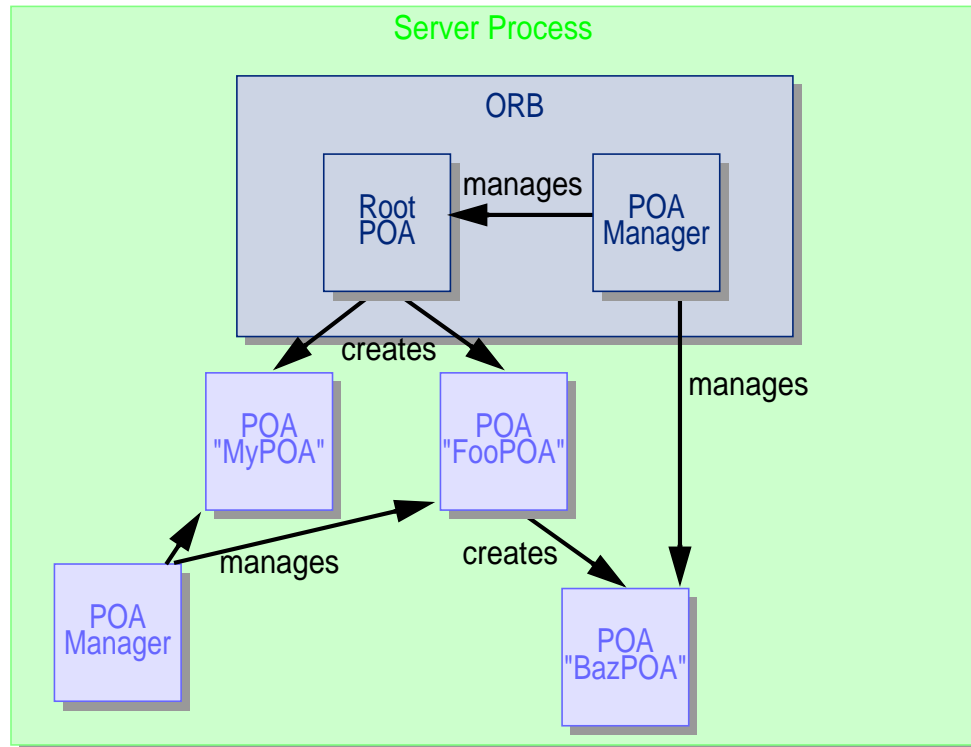 Server Process
ORB
manages
Root
POA
POA
Manager
creates
manages
POA
"MyPOA"
POA
"FooPOA"
manages
creates
POA
Manager
POA
"BazPOA"